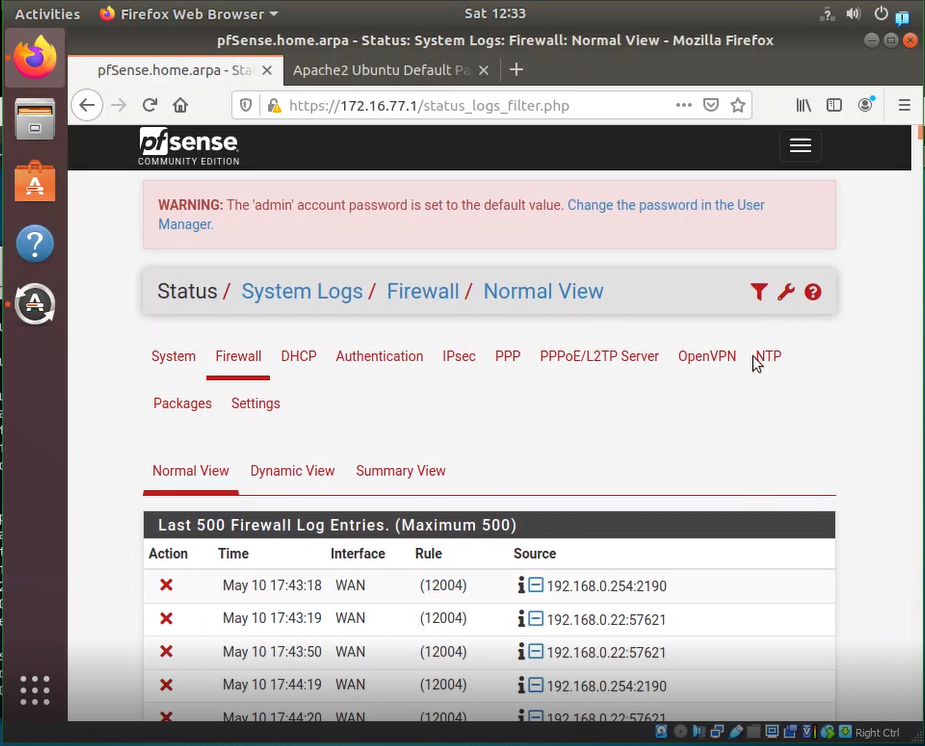 Activities Firefox Web Browser Sat 12:33
pfSense.home.arpa - Status: System Logs: Firewall: Normal View - Mozilla Firefox
pfSense.home.arpa - Sta Apache2 Ubuntu Default Pa
https://172.16.77.1/status_logs_filter.php
pfsense
COMMUNITY EDITION
WARNING: The 'admin' account password is set to the default value. Change the password in the User
Manager.
Status / System Logs / Firewall / Normal View
System Firewall DHCP Authentication IPsec PPP PPPoE/L2TP Server OpenVPN NTP
Packages Settings
Normal View Dynamic View Summary View
Last 500 Firewall Log Entries. (Maximum 500)
Action Time Interface Rule Source
May 10 17:43:18 WAN (12004) 192.168.0.254:2190
May 10 17:43:19 WAN (12004) 192.168.0.22:57621
May 10 17:43:50 WAN (12004) 192.168.0.22:57621
May 10 17:44:19 WAN (12004) 192.168.0.254:2190
May 10 17:44:20 WAN (12004) 192.168.0.22:57621
Right Ctrl